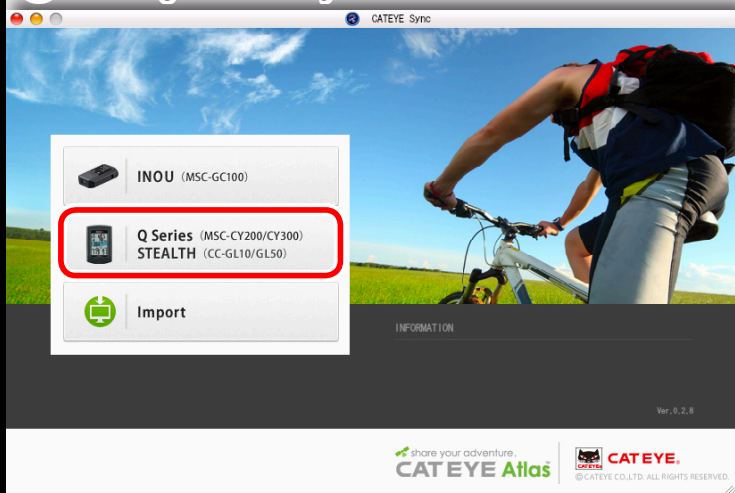 CATEYE Sync
INOU (MSC-GC100)
Q Series (MSC-CY200/CY300)
STEALTH (CC-GL10/GL50)
Import
INFORMATION
Ver.0.2.8
share your adventure.
CATEYE Atlas
CATEYE
CATEYE.
©CATEYE CO.,LTD. ALL RIGHTS RESERVED.